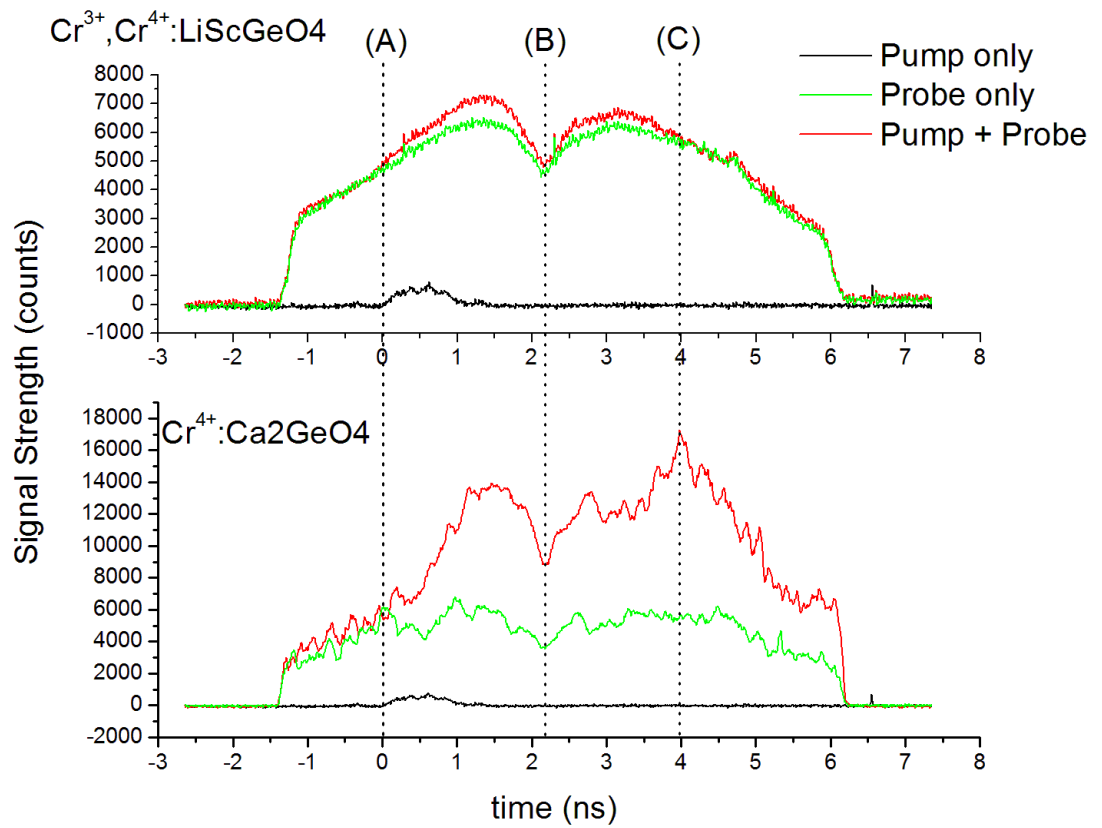 Cr3+,Cr4+:LiScGeO4
(A) (B) (C)
Pump only
Probe only
Pump + Probe
8000
7000
6000
5000
4000
3000
2000
1000
0
-1000
-3 -2 -1 0 1 2 3 4 5 6 7 8
Signal Strength (counts)
Cr4+:Ca2GeO4
18000
16000
14000
12000
10000
8000
6000
4000
2000
0
-2000
-3 -2 -1 0 1 2 3 4 5 6 7 8
time (ns)